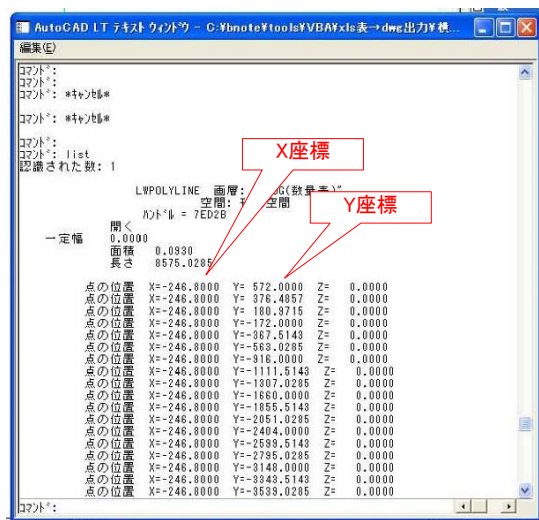 AutoCAD LT テキスト ウィンドウ - C:¥bnote¥tools¥VBA¥xls表→dwg出力¥横...
編集(E)
コマンド:
コマンド: *キャンセル*
コマンド: *キャンセル*
コマンド:
コマンド: list
認識された数: 1
X座標
LWPOLYLINE 画層:
空間: 空間
Y座標
ハンドル = 7ED2B
開く
一定幅 0.0000
面積 0.0930
長さ 8575.0285
点の位置 X=-246.8000 Y= 572.0000 Z= 0.0000
点の位置 X=-246.8000 Y= 376.4857 Z= 0.0000
点の位置 X=-246.8000 Y= 180.9715 Z= 0.0000
点の位置 X=-246.8000 Y=-172.0000 Z= 0.0000
点の位置 X=-246.8000 Y=-367.5143 Z= 0.0000
点の位置 X=-246.8000 Y=-563.0285 Z= 0.0000
点の位置 X=-246.8000 Y=-916.0000 Z= 0.0000
点の位置 X=-246.8000 Y=-1111.5143 Z= 0.0000
点の位置 X=-246.8000 Y=-1307.0285 Z= 0.0000
点の位置 X=-246.8000 Y=-1660.0000 Z= 0.0000
点の位置 X=-246.8000 Y=-1855.5143 Z= 0.0000
点の位置 X=-246.8000 Y=-2051.0285 Z= 0.0000
点の位置 X=-246.8000 Y=-2404.0000 Z= 0.0000
点の位置 X=-246.8000 Y=-2599.5143 Z= 0.0000
点の位置 X=-246.8000 Y=-2795.0285 Z= 0.0000
点の位置 X=-246.8000 Y=-3148.0000 Z= 0.0000
点の位置 X=-246.8000 Y=-3343.5143 Z= 0.0000
点の位置 X=-246.8000 Y=-3539.0285 Z= 0.0000
コマンド: